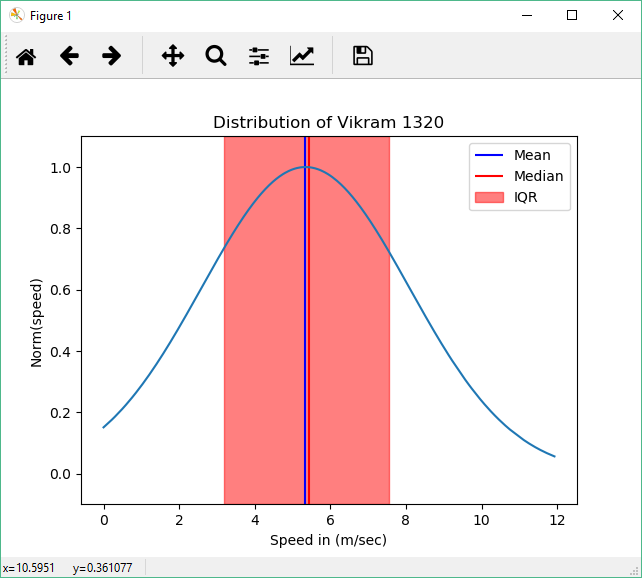 Figure 1
Distribution of Vikram 1320
Mean
Median
IQR
1.0
0.8
0.6
0.4
0.2
0.0
Norm(speed)
0 2 4 6 8 10 12
Speed in (m/sec)
x=10.5951 y=0.361077